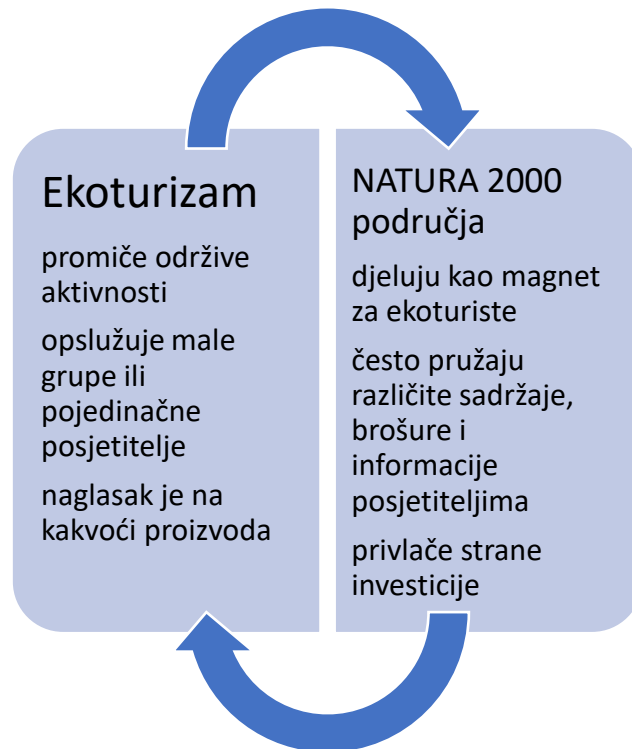 Ekoturizam
promiče održive
aktivnosti
opslužuje male
grupe ili
pojedinačne
posjetitelje
naglasak je na
kakvoći proizvoda
NATURA 2000
područja
djeluju kao magnet
za ekoturiste
često pružaju
različite sadržaje,
brošure i
informacije
posjetiteljima
privlače strane
investicije